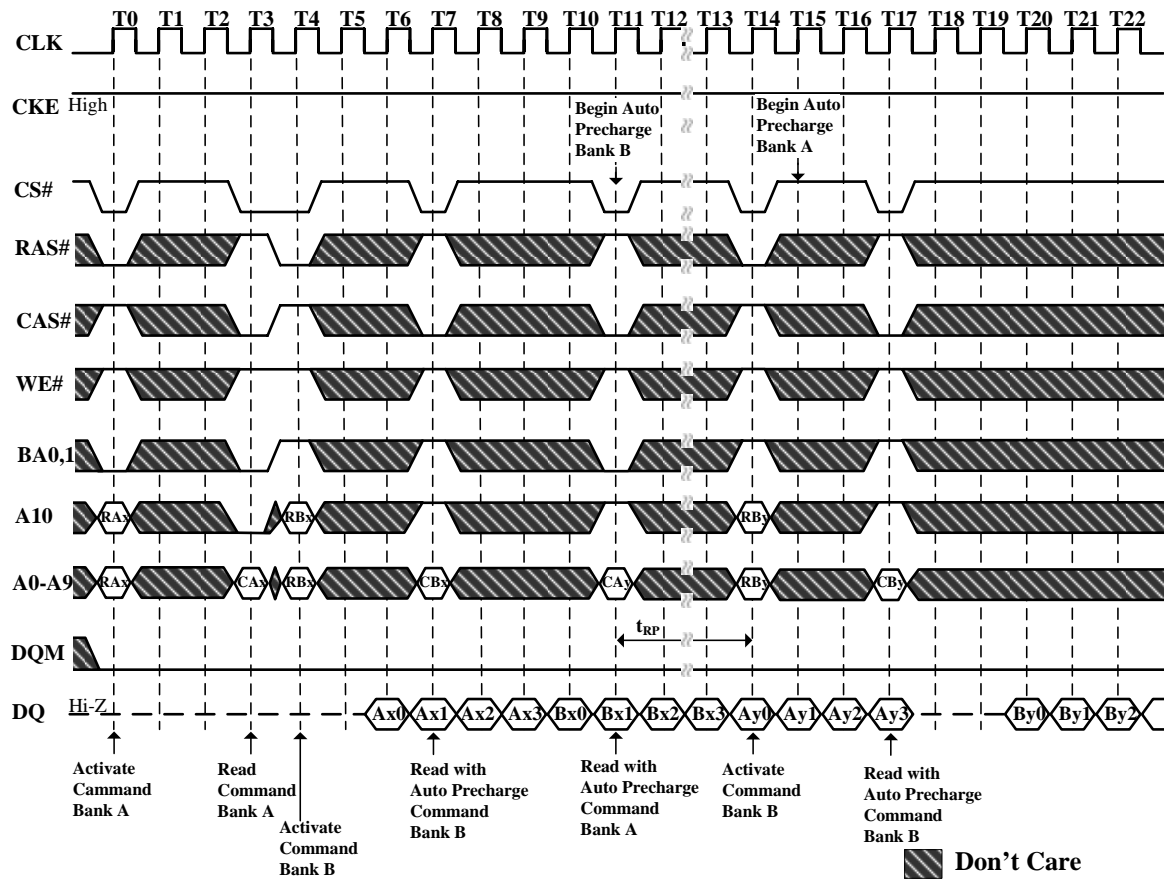 T0 T1 T2 T3 T4 T5 T6 T7 T8 T9 T10 T11 T12 T13 T14 T15 T16 T17 T18 T19 T20 T21 T22
CLK
CKE High
Begin Auto
Precharge
Bank B
Begin Auto
Precharge
Bank A
CS#
RAS#
CAS#
WE#
BA0,1
A10 RAx RBx RBy
A0-A9 RAx CAx RBx CBx CAy RBy CBy
tRP
DQM
DQ Hi-Z Ax0 Ax1 Ax2 Ax3 Bx0 Bx1 Bx2 Bx3 Ay0 Ay1 Ay2 Ay3 By0 By1 By2
Activate
Cammand
Bank A
Read
Command
Bank A
Activate
Command
Bank B
Read with
Auto Precharge
Command
Bank B
Read with
Auto Precharge
Command
Bank A
Activate
Command
Bank B
Read with
Auto Precharge
Command
Bank B
Don't Care